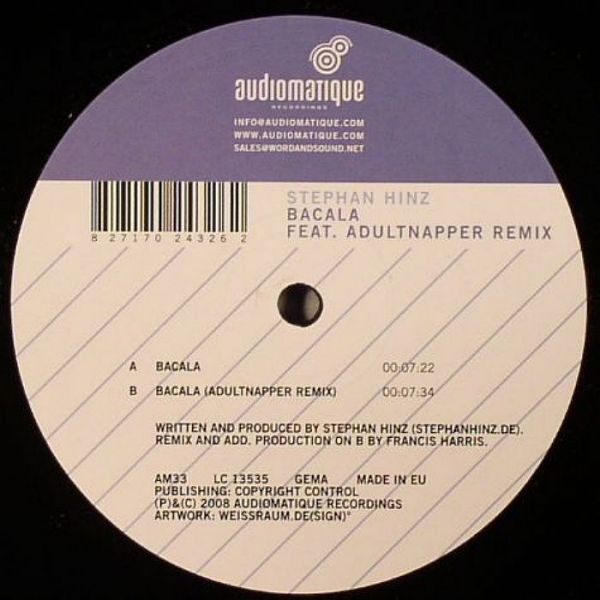 audiomatique
RECORDINGS
INFO@AUDIOMATIQUE.COM
WWW.AUDIOMATIQUE.COM
SALES@WORDANDSOUND.NET
STEPHAN HINZ
BACALA
FEAT. ADULTNAPPER REMIX
8 27170 24326 2
A BACALA 00:07:22
B BACALA (ADULTNAPPER REMIX) 00:07:34
WRITTEN AND PRODUCED BY STEPHAN HINZ (STEPHANHINZ.DE).
REMIX AND ADD. PRODUCTION ON B BY FRANCIS HARRIS.
AM33 LC 13535 GEMA MADE IN EU
PUBLISHING: COPYRIGHT CONTROL
(P)&(C) 2008 AUDIOMATIQUE RECORDINGS
ARTWORK: WEISSRAUM.DE(SIGN)°